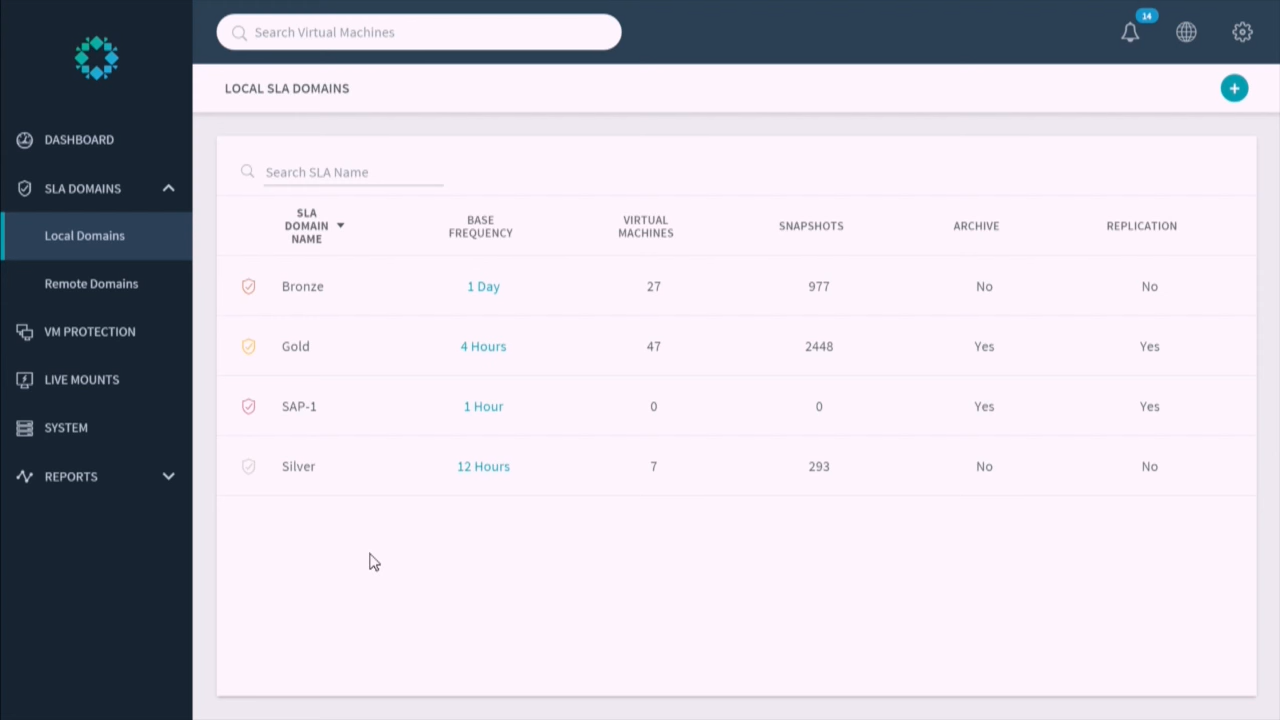 14
Search Virtual Machines
LOCAL SLA DOMAINS
+
DASHBOARD
SLA DOMAINS
Local Domains
Remote Domains
VM PROTECTION
LIVE MOUNTS
SYSTEM
REPORTS
Search SLA Name
SLA
DOMAIN
NAME
BASE
FREQUENCY
VIRTUAL
MACHINES
SNAPSHOTS
ARCHIVE
REPLICATION
Bronze 1 Day 27 977 No No
Gold 4 Hours 47 2448 Yes Yes
SAP-1 1 Hour 0 0 Yes Yes
Silver 12 Hours 7 293 No No